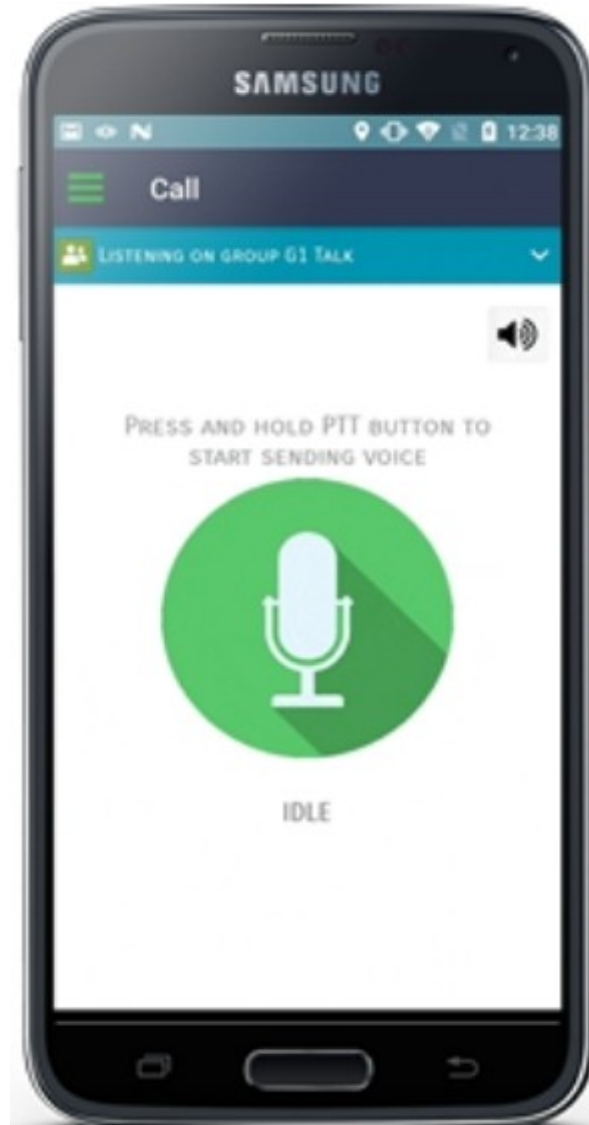 SAMSUNG
12:38
Call
LISTENING ON GROUP G1 TALK
PRESS AND HOLD PTT BUTTON TO
START SENDING VOICE
IDLE